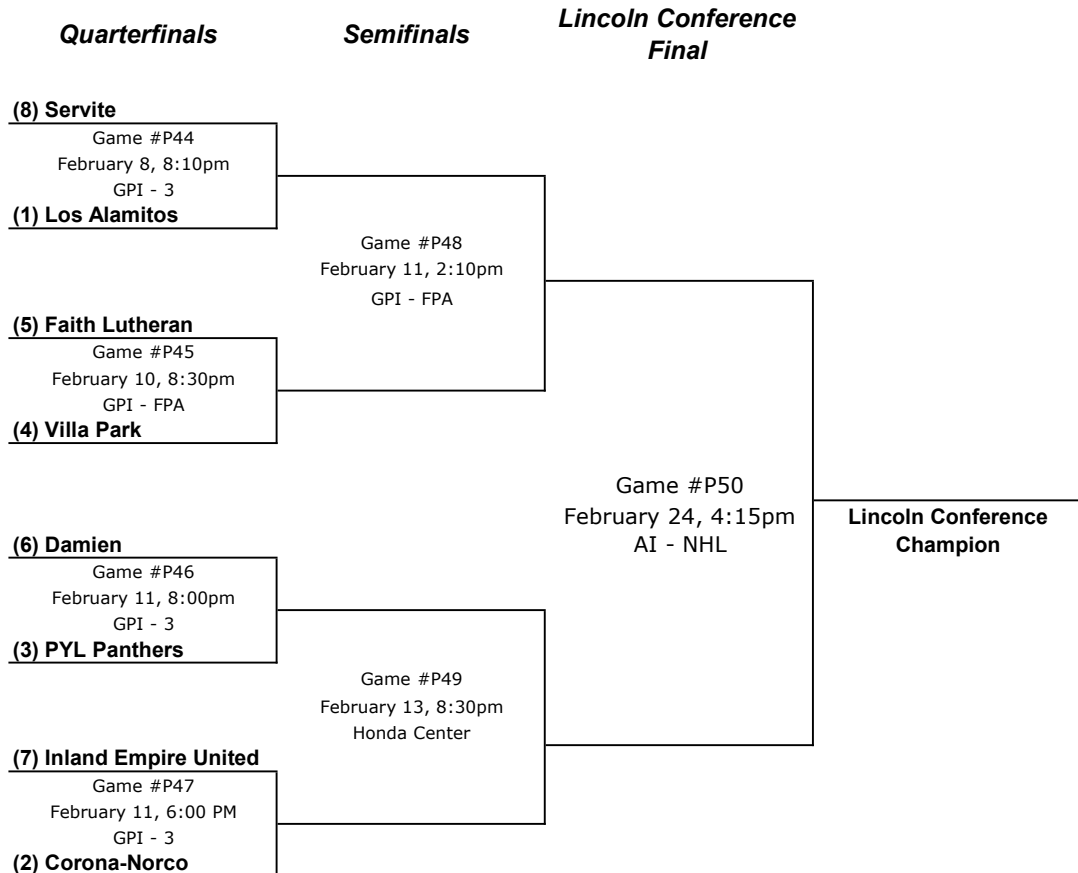 Quarterfinals
Semifinals
Lincoln Conference
Final
(8) Servite
Game #P44
February 8, 8:10pm
GPI - 3
(1) Los Alamitos
Game #P48
February 11, 2:10pm
GPI - FPA
(5) Faith Lutheran
Game #P45
February 10, 8:30pm
GPI - FPA
(4) Villa Park
Game #P50
February 24, 4:15pm
AI - NHL
Lincoln Conference
Champion
(6) Damien
Game #P46
February 11, 8:00pm
GPI - 3
(3) PYL Panthers
Game #P49
February 13, 8:30pm
Honda Center
(7) Inland Empire United
Game #P47
February 11, 6:00 PM
GPI - 3
(2) Corona-Norco